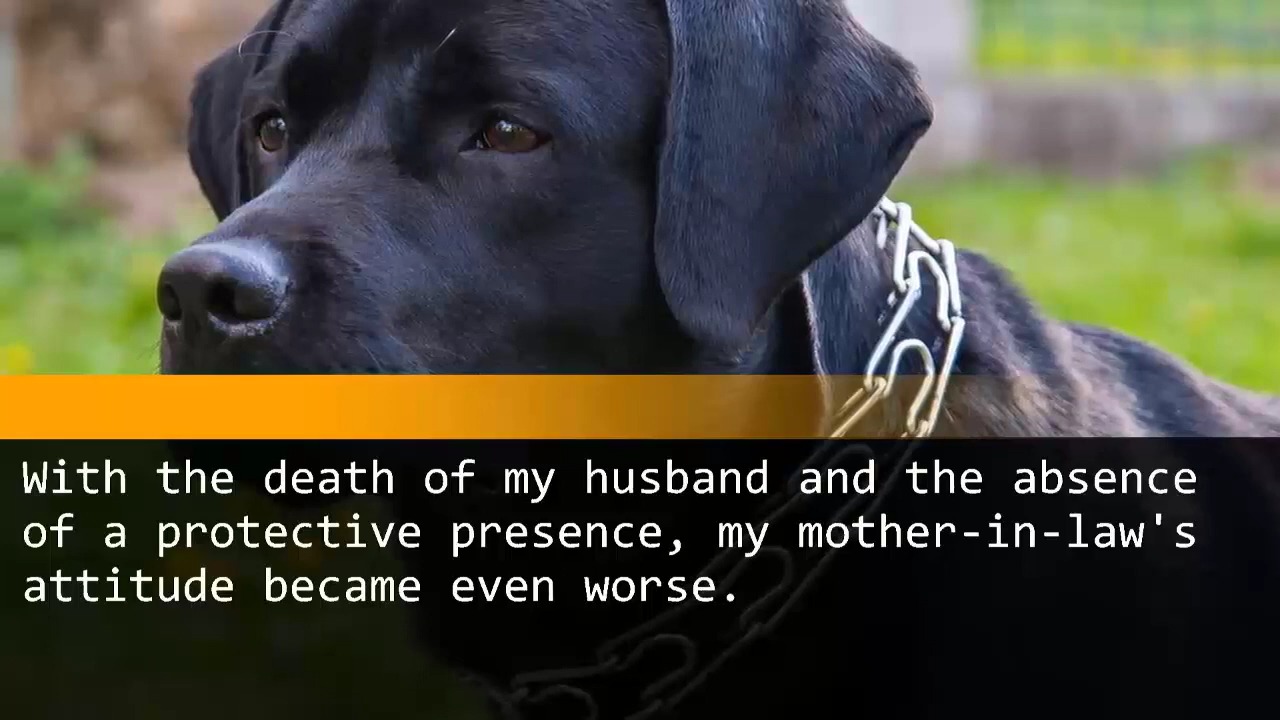 With the death of my husband and the absence
of a protective presence, my mother-in-law's
attitude became even worse.